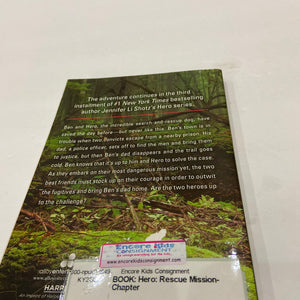 The adventure continues in the third
installment of #1 New York Times bestselling
author Jennifer Li Shotz's Hero series.
Ben and Hero, the incredible search-and-rescue dog, have
saved the day before—but never like this. Ben's town is in
trouble when two convicts escape from a nearby prison. His
dad, a police officer, sets off to find the men and bring them
to justice, but then Ben's dad disappears and the trail goes
cold. Ben knows that it's up to him and Hero to solve the case.
As they embark on their most dangerous mission yet, the two
best friends must stock up on their courage in order to outwit
the fugitives and bring Ben's dad home. Are the two heroes up
to the challenge?
Encore Kids
CONSIGNMENT
www.encorekidsconsignment.com
Encore Kids Consignment
BOOK: Hero: Rescue Mission-
Chapter